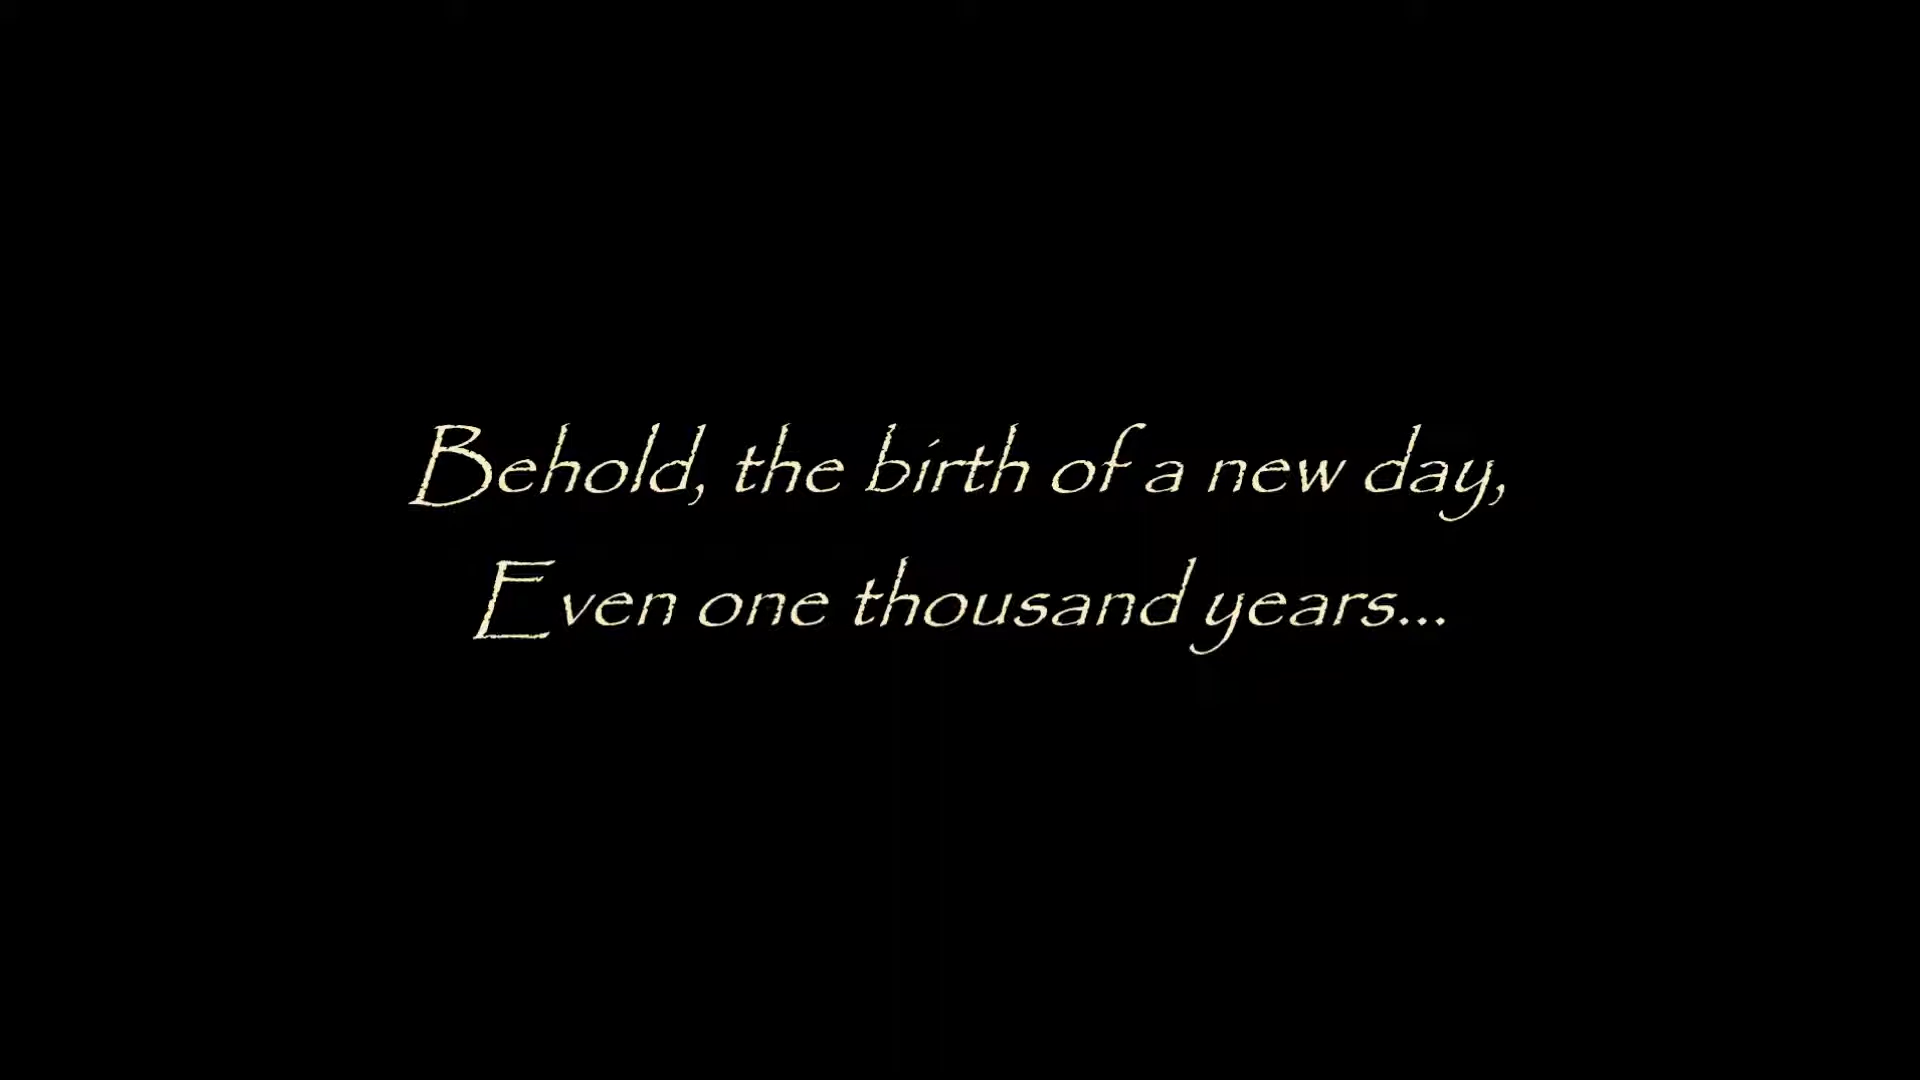 Behold, the birth of a new day,
Even one thousand years...